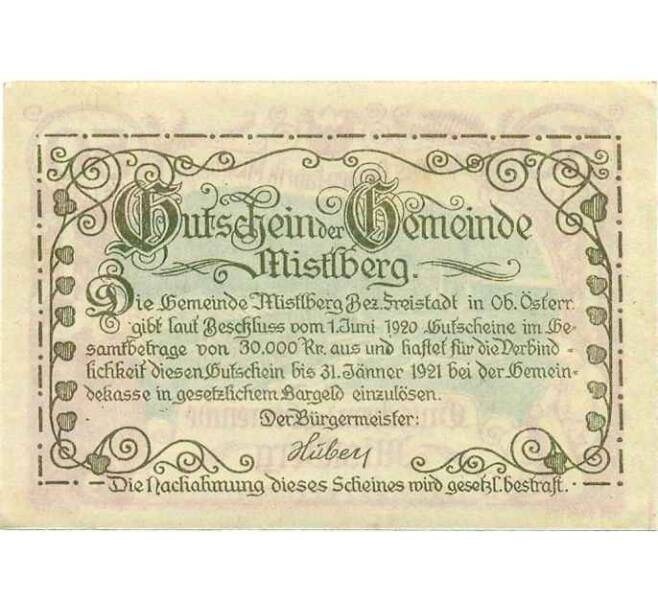 Gutschein der Gemeinde
Mistlberg.
Die Gemeinde Mistlberg Bez. Freistadt in Ob. Österr.
gibt laut Beschluss vom 1. Juni 1920 Gutscheine im Ge-
samtbetrage von 30.000 Kr. aus und haftet für die Verbind-
lichkeit diesen Gutschein bis 31. Jänner 1921 bei der Gemein-
dekasse in gesetzlichem Bargeld einzulösen.
Der Bürgermeister:
Huber
Die Nachahmung dieses Scheines wird gesetzl. bestraft.